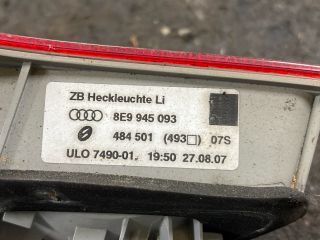 ZB Heckleuchte Li
8E9 945 093
484 501 (493□) 07S
ULO 7490-01. 19:50 27.08.07